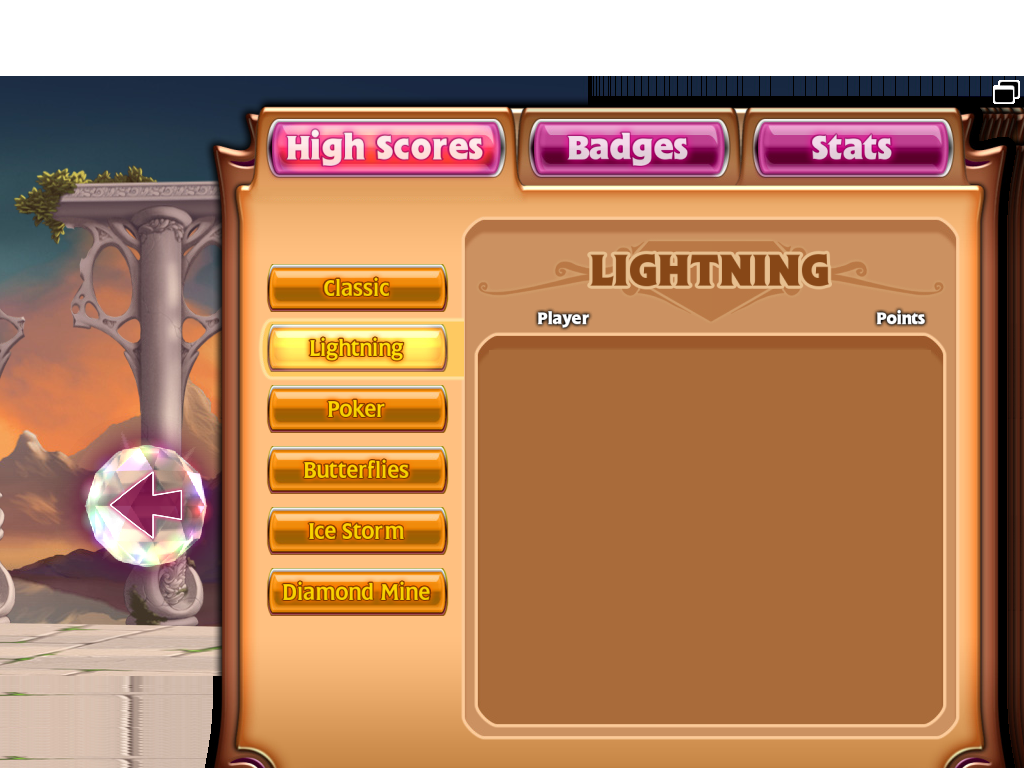 High Scores
Badges
Stats
Classic
Lightning
Poker
Butterflies
Ice Storm
Diamond Mine
LIGHTNING
Player
Points